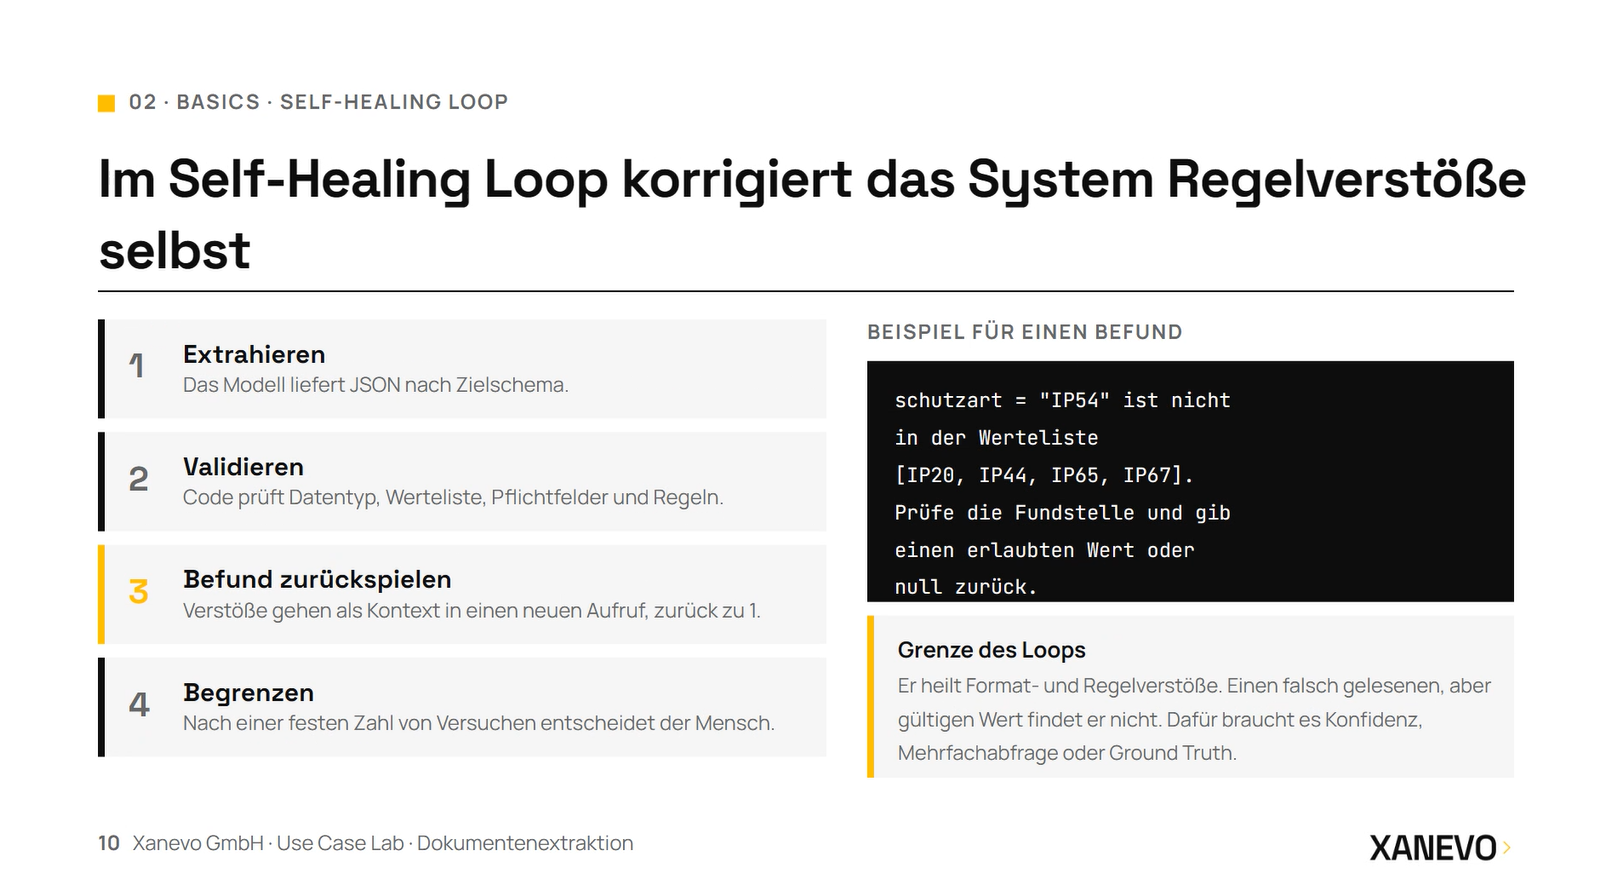 02 · BASICS · SELF-HEALING LOOP
Im Self-Healing Loop korrigiert das System Regelverstöße
selbst
1
Extrahieren
Das Modell liefert JSON nach Zielschema.
2
Validieren
Code prüft Datentyp, Werteliste, Pflichtfelder und Regeln.
3
Befund zurückspielen
Verstöße gehen als Kontext in einen neuen Aufruf, zurück zu 1.
4
Begrenzen
Nach einer festen Zahl von Versuchen entscheidet der Mensch.
BEISPIEL FÜR EINEN BEFUND
schutzart = "IP54" ist nicht
in der Werteliste
[IP20, IP44, IP65, IP67].
Prüfe die Fundstelle und gib
einen erlaubten Wert oder
null zurück.
Grenze des Loops
Er heilt Format- und Regelverstöße. Einen falsch gelesenen, aber
gültigen Wert findet er nicht. Dafür braucht es Konfidenz,
Mehrfachabfrage oder Ground Truth.
10 Xanevo GmbH · Use Case Lab · Dokumentenextraktion
XANEVO